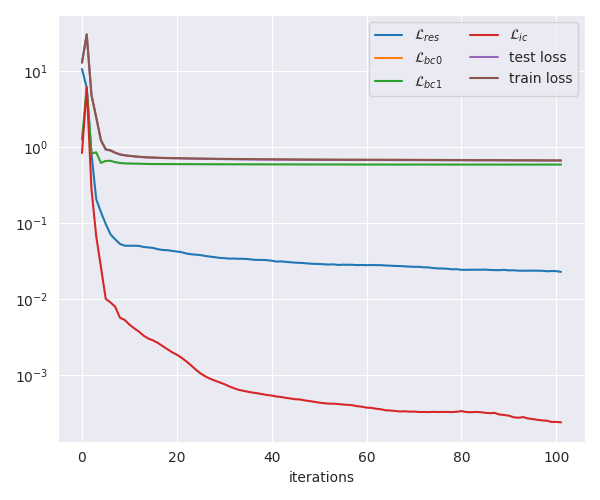 ℒ_res ℒ_ic
ℒ_bc0 test loss
ℒ_bc1 train loss
10^1
10^0
10^−1
10^−2
10^−3
0 20 40 60 80 100
iterations